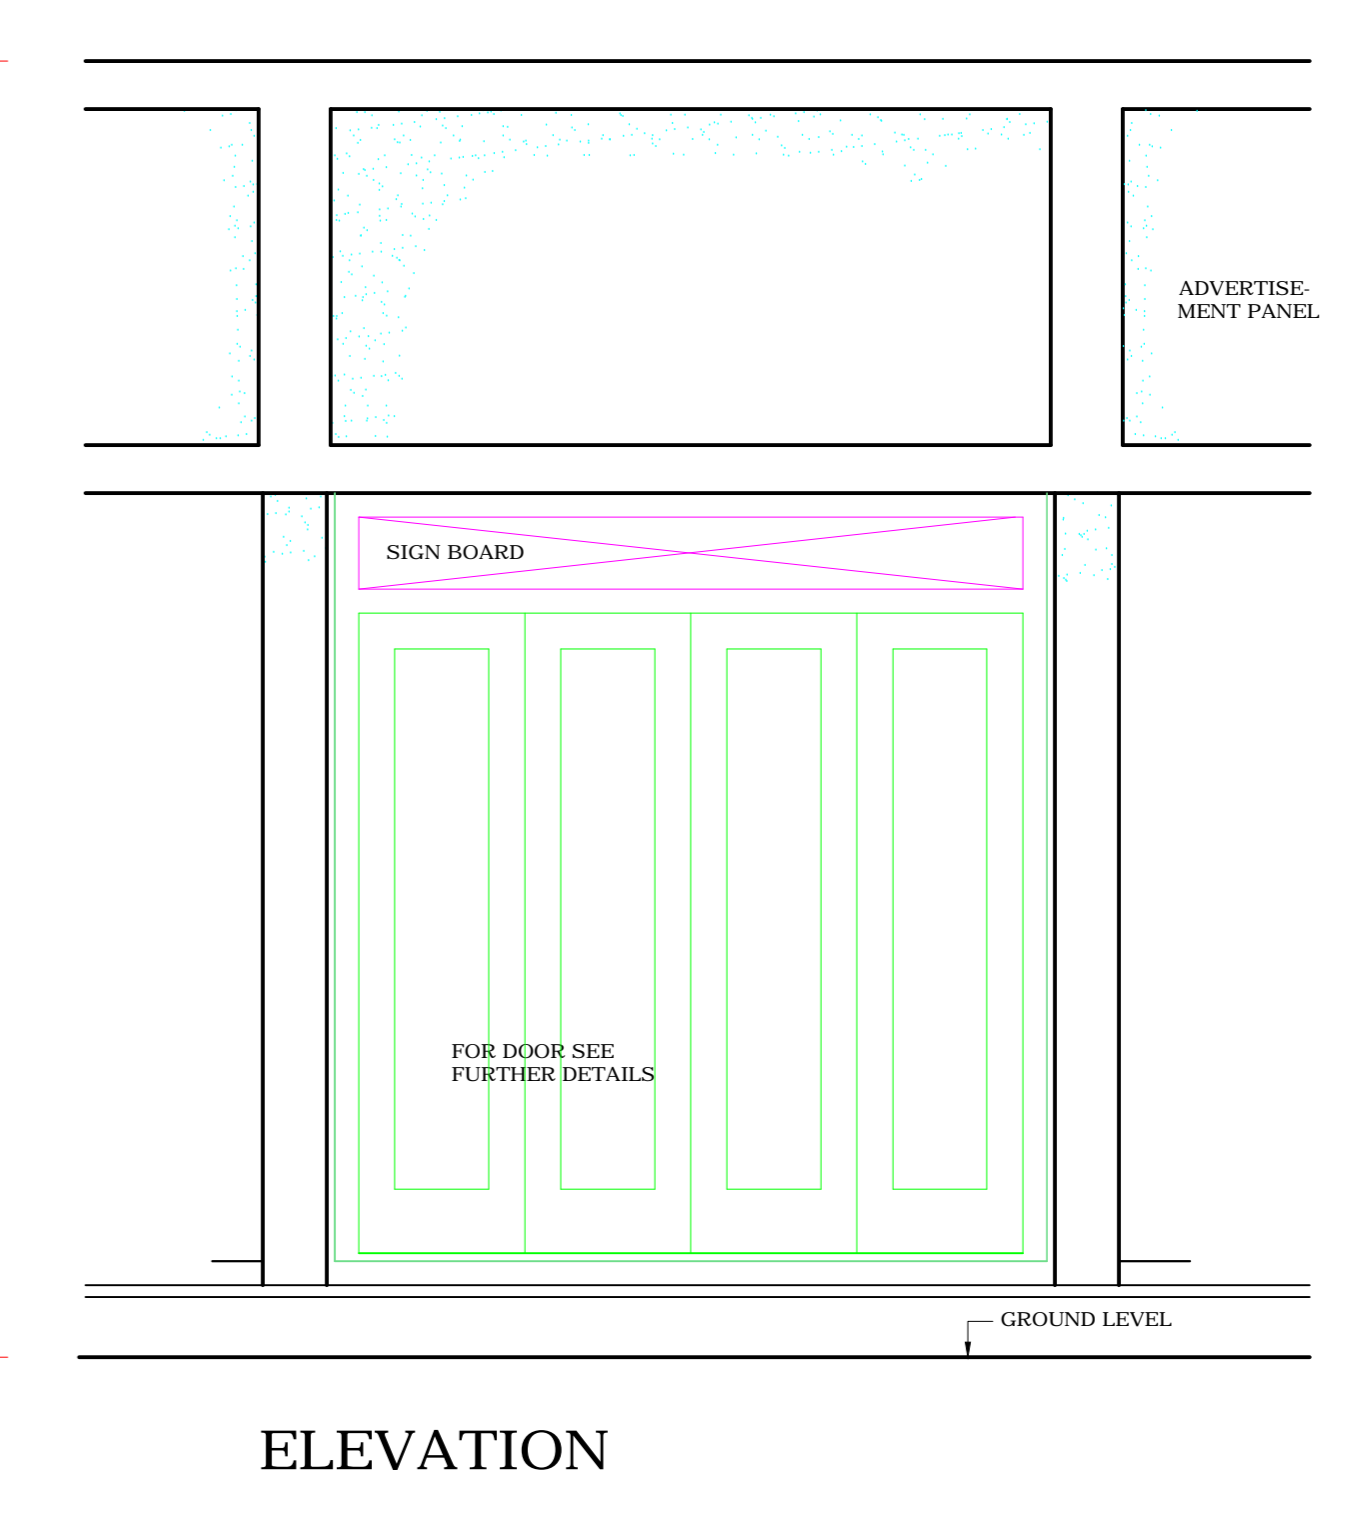 ADVERTISE-
MENT PANEL
SIGN BOARD
FOR DOOR SEE
FURTHER DETAILS
GROUND LEVEL
ELEVATION